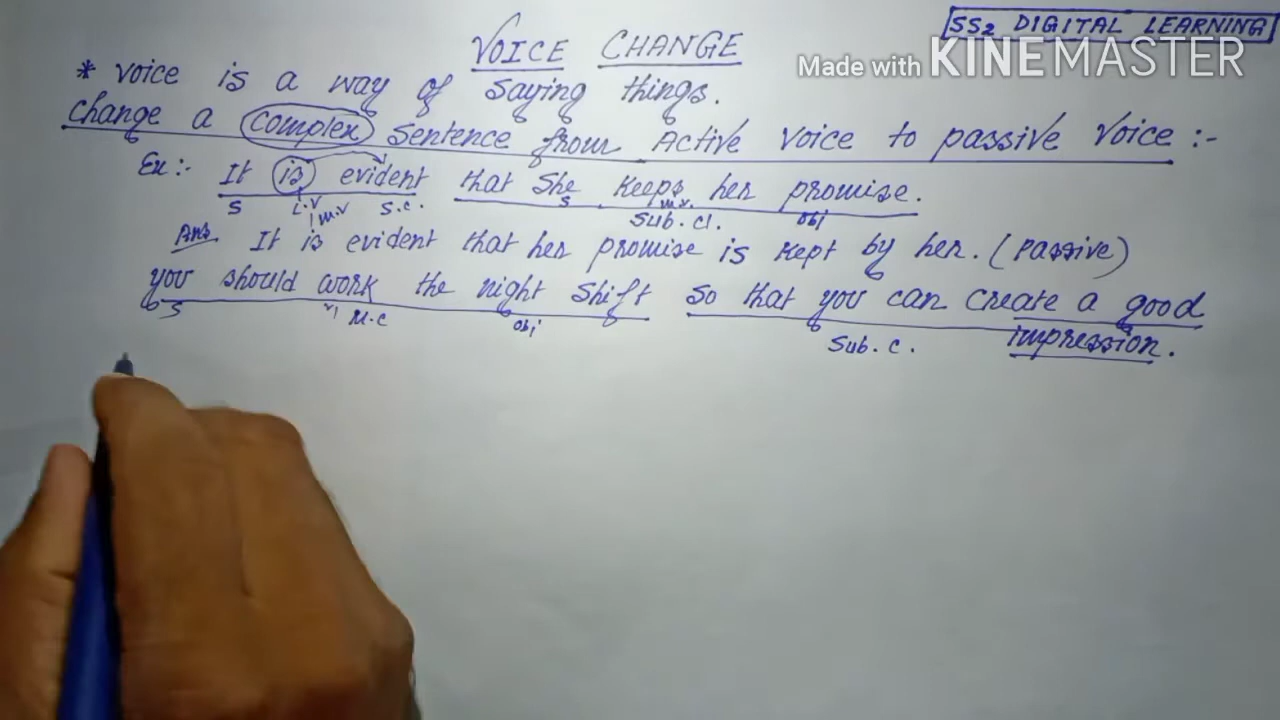 SS2 DIGITAL LEARNING
Made with KINEMASTER
VOICE CHANGE
* Voice is a way of saying things.
Change a complex sentence from Active voice to passive voice :-
Ex :- It is evident that She keeps her promise.
S L.V M.V S.C. S M.V. Sub. Cl. obj
Ans It is evident that her promise is kept by her. (Passive)
You should work the night shift so that you can create a good
S V M.C obj Sub. C. impression.